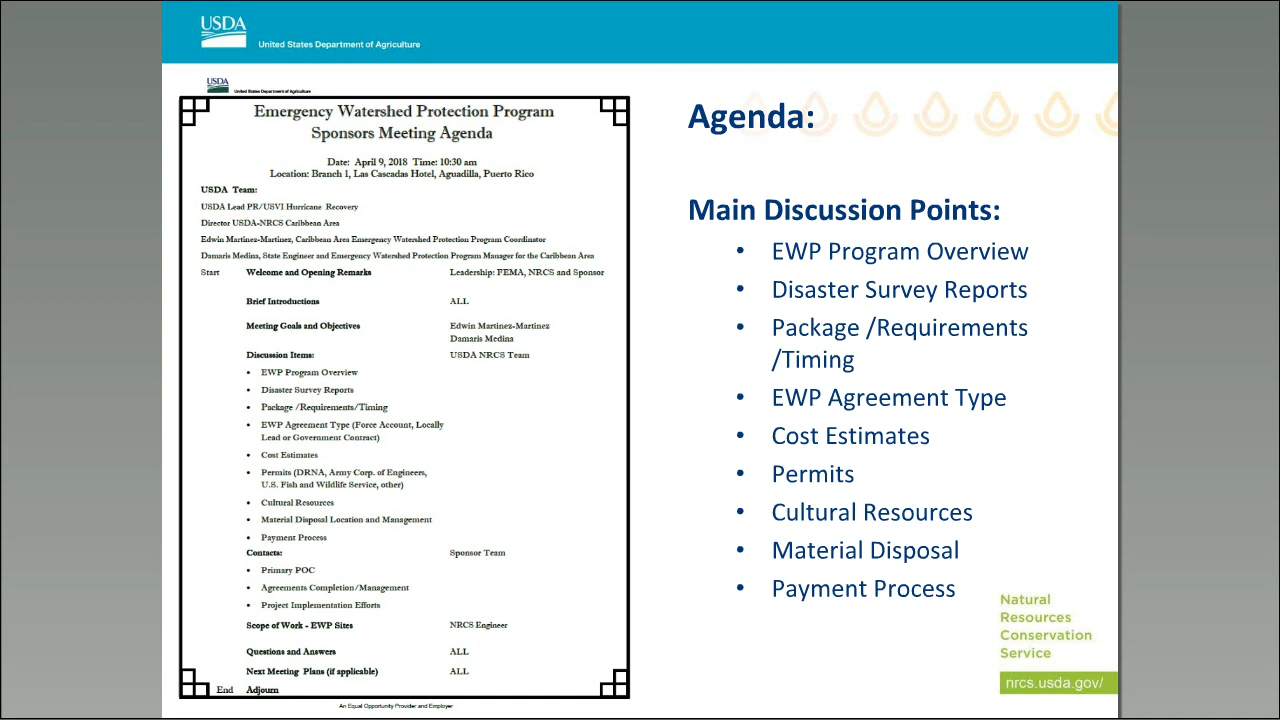 USDA
United States Department of Agriculture
USDA
United States Department of Agriculture
Emergency Watershed Protection Program
Sponsors Meeting Agenda
Date: April 9, 2018 Time: 10:30 am
Location: Branch 1, Las Cascadas Hotel, Aguadilla, Puerto Rico
USDA Team:
USDA Lead PR/USVI Hurricane Recovery
Director USDA-NRCS Caribbean Area
Edwin Martinez-Martinez, Caribbean Area Emergency Watershed Protection Program Coordinator
Damaris Medina, State Engineer and Emergency Watershed Protection Program Manager for the Caribbean Area
Start Welcome and Opening Remarks Leadership: FEMA, NRCS and Sponsor
Brief Introductions ALL
Meeting Goals and Objectives Edwin Martinez-Martinez
Damaris Medina
Discussion Items: USDA NRCS Team
• EWP Program Overview
• Disaster Survey Reports
• Package /Requirements/Timing
• EWP Agreement Type (Force Account, Locally
Lead or Government Contract)
• Cost Estimates
• Permits (DRNA, Army Corp. of Engineers,
U.S. Fish and Wildlife Service, other)
• Cultural Resources
• Material Disposal Location and Management
• Payment Process
Contacts: Sponsor Team
• Primary POC
• Agreements Completion/Management
• Project Implementation Efforts
Scope of Work - EWP Sites NRCS Engineer
Questions and Answers ALL
Next Meeting Plans (if applicable) ALL
End Adjourn
An Equal Opportunity Provider and Employer
Agenda:
Main Discussion Points:
• EWP Program Overview
• Disaster Survey Reports
• Package /Requirements
/Timing
• EWP Agreement Type
• Cost Estimates
• Permits
• Cultural Resources
• Material Disposal
• Payment Process
Natural
Resources
Conservation
Service
nrcs.usda.gov/